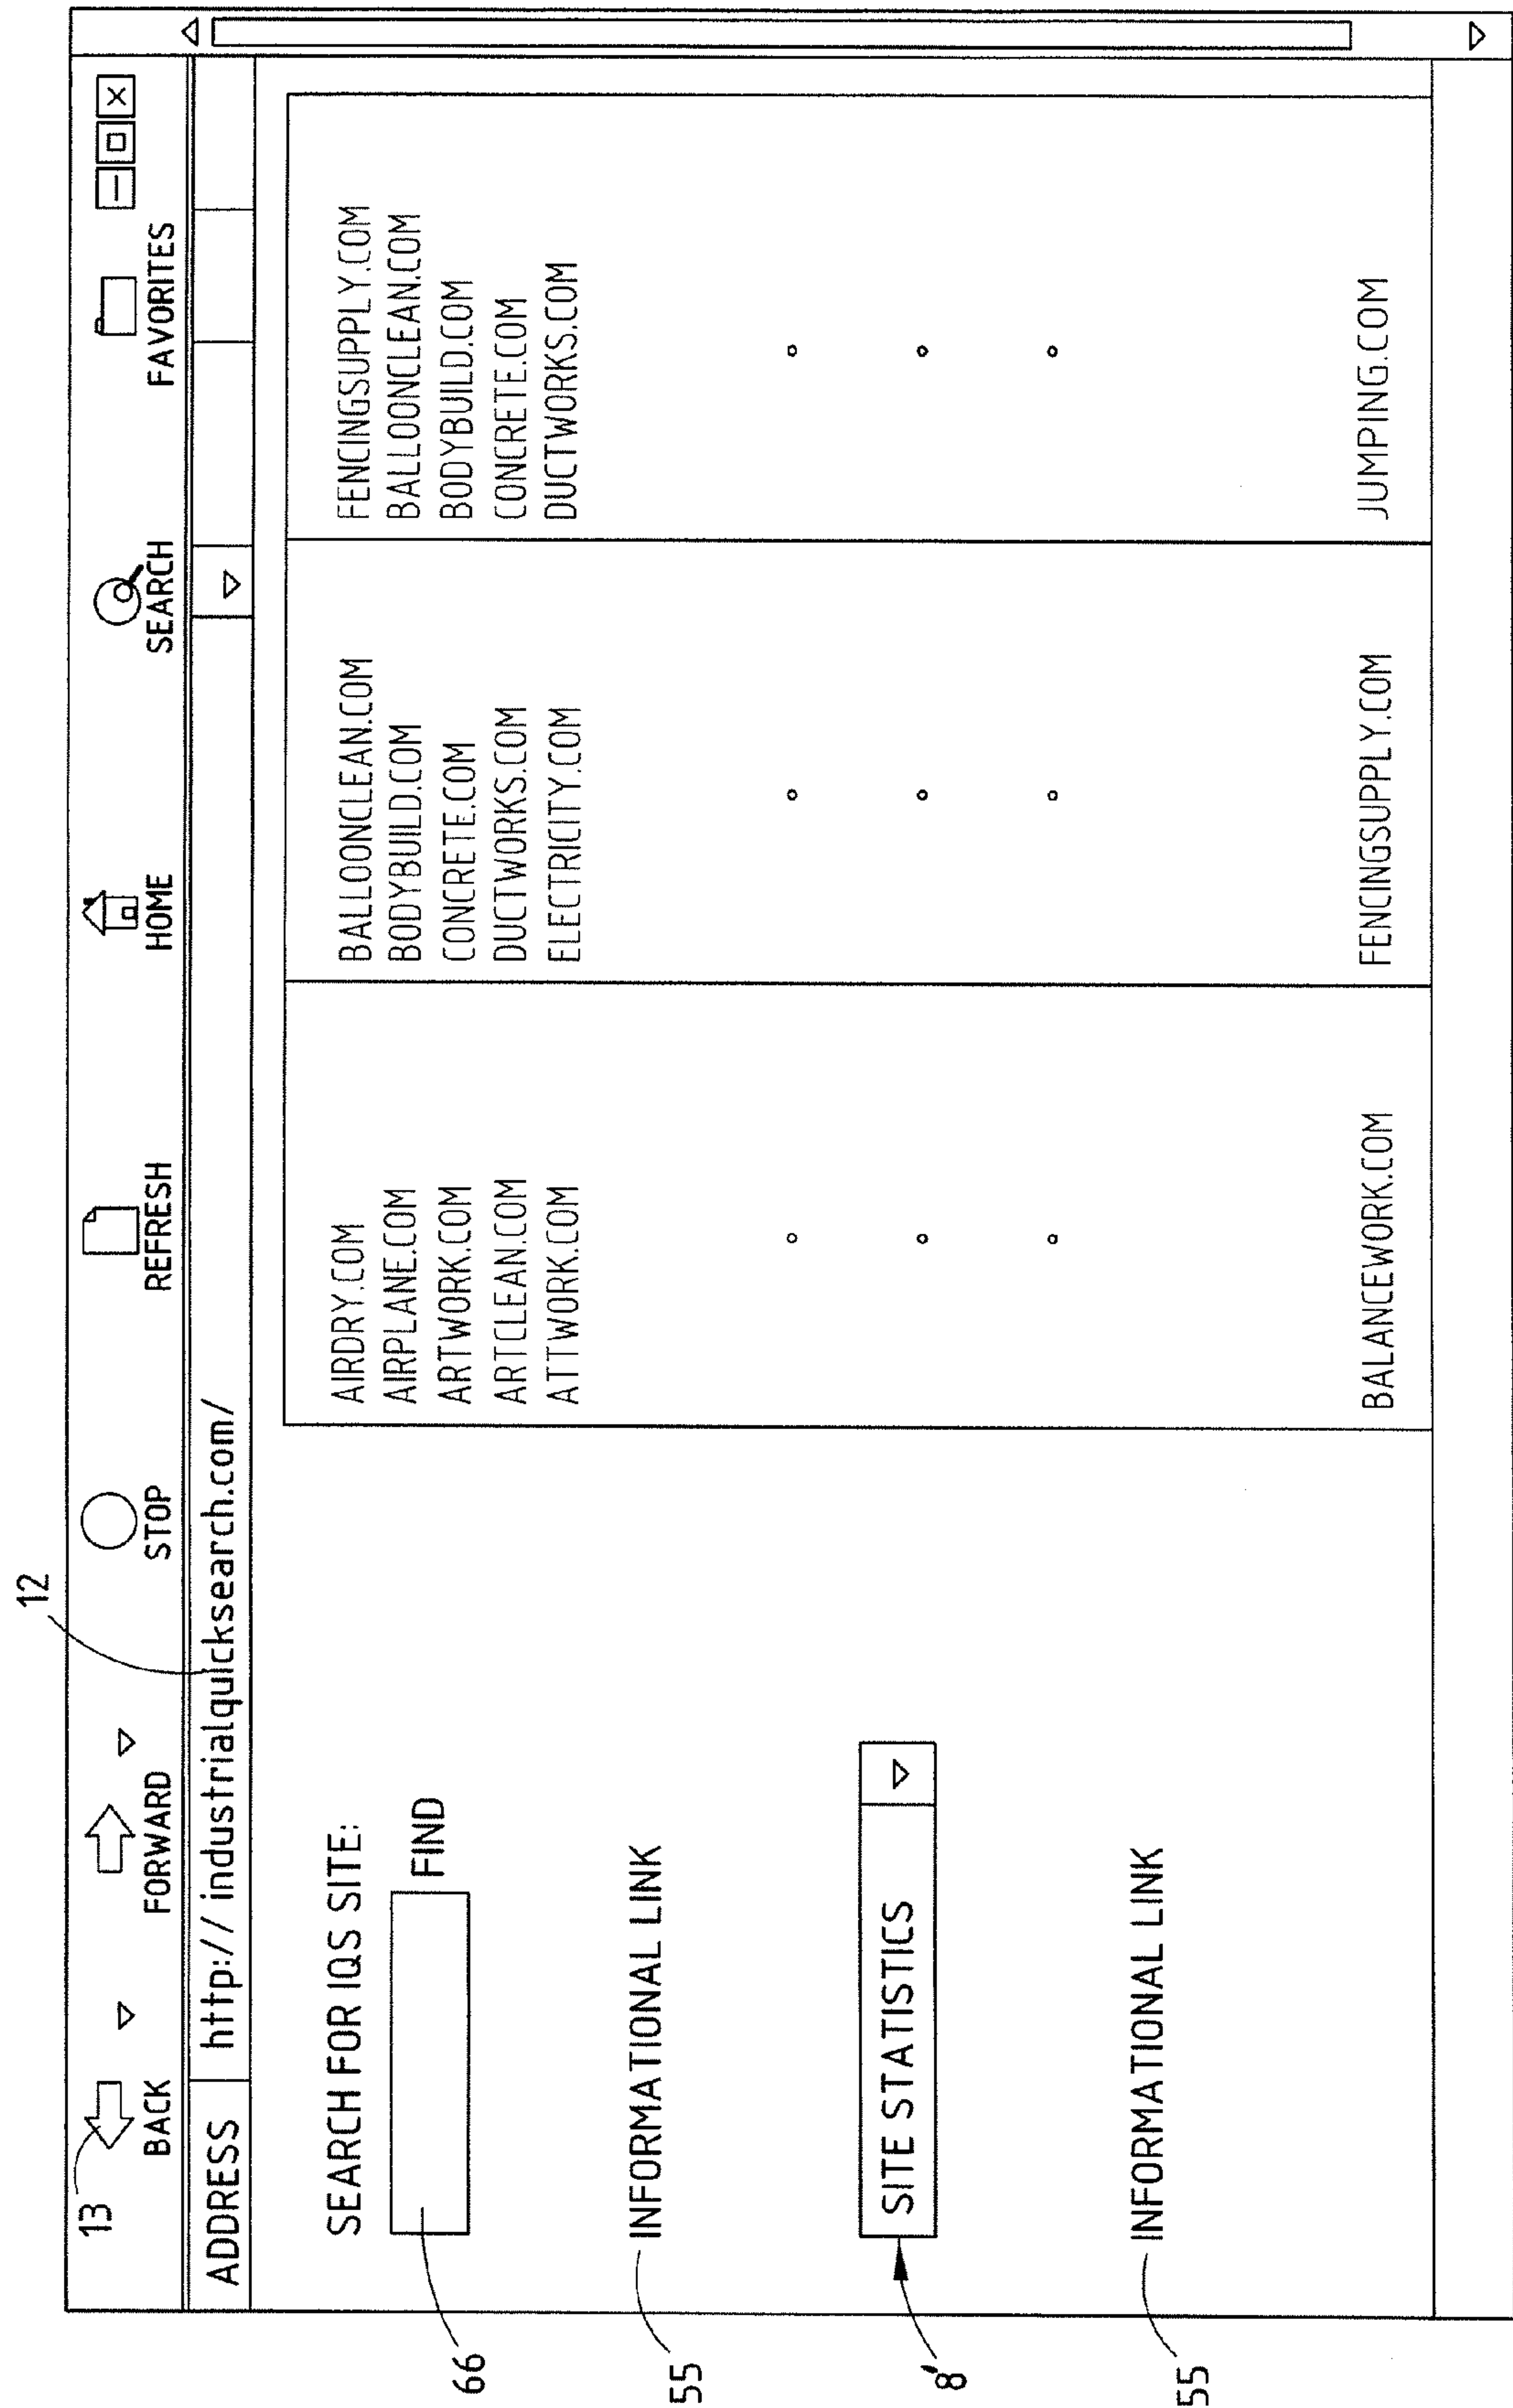 12
13
BACK
FORWARD
STOP
REFRESH
HOME
SEARCH
FAVORITES
ADDRESS
http:// industrialquicksearch.com/
SEARCH FOR IQS SITE:
FIND
66
INFORMATIONAL LINK
55
SITE STATISTICS
8'
INFORMATIONAL LINK
55
AIRDRY.COM
AIRPLANE.COM
ARTWORK.COM
ARTCLEAN.COM
ATTWORK.COM
BALANCEWORK.COM
BALLOONCLEAN.COM
BODYBUILD.COM
CONCRETE.COM
DUCTWORKS.COM
ELECTRICITY.COM
FENCINGSUPPLY.COM
FENCINGSUPPLY.COM
BALLOONCLEAN.COM
BODYBUILD.COM
CONCRETE.COM
DUCTWORKS.COM
JUMPING.COM